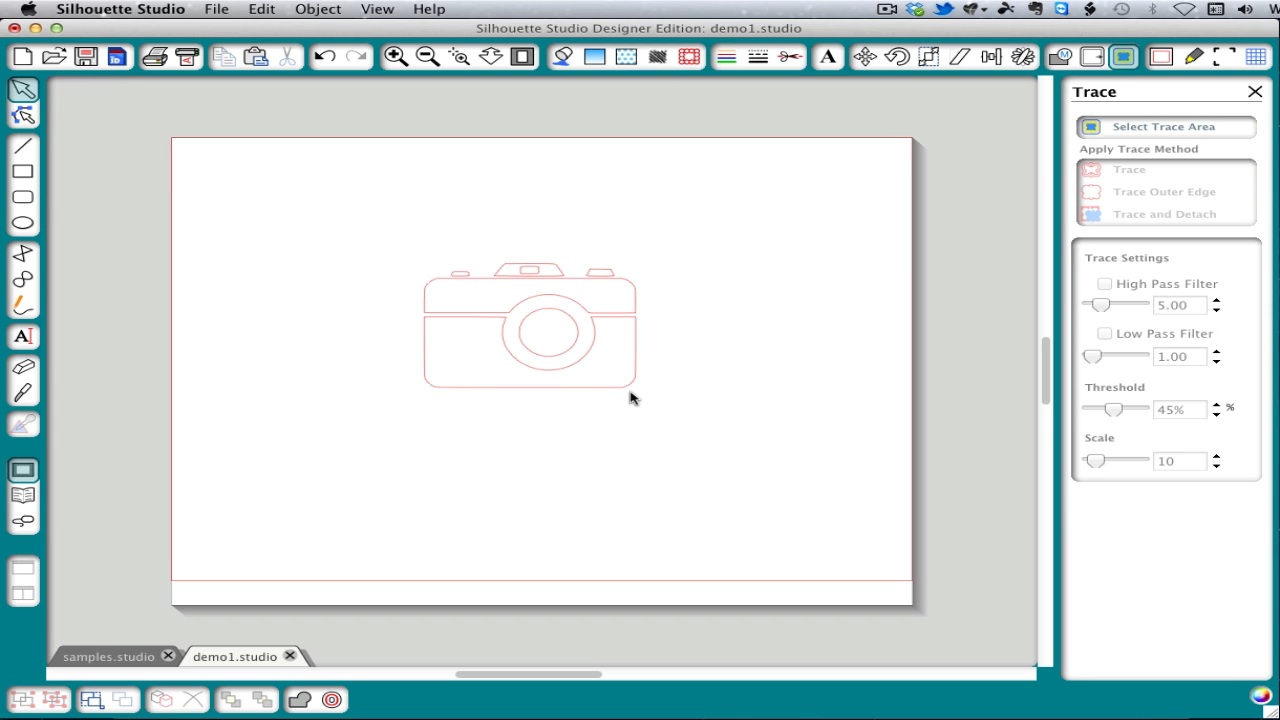 Silhouette Studio File Edit Object View Help
Silhouette Studio Designer Edition: demo1.studio
Trace
Select Trace Area
Apply Trace Method
Trace
Trace Outer Edge
Trace and Detach
Trace Settings
High Pass Filter
5.00
Low Pass Filter
1.00
Threshold
45% %
Scale
10
samples.studio demo1.studio